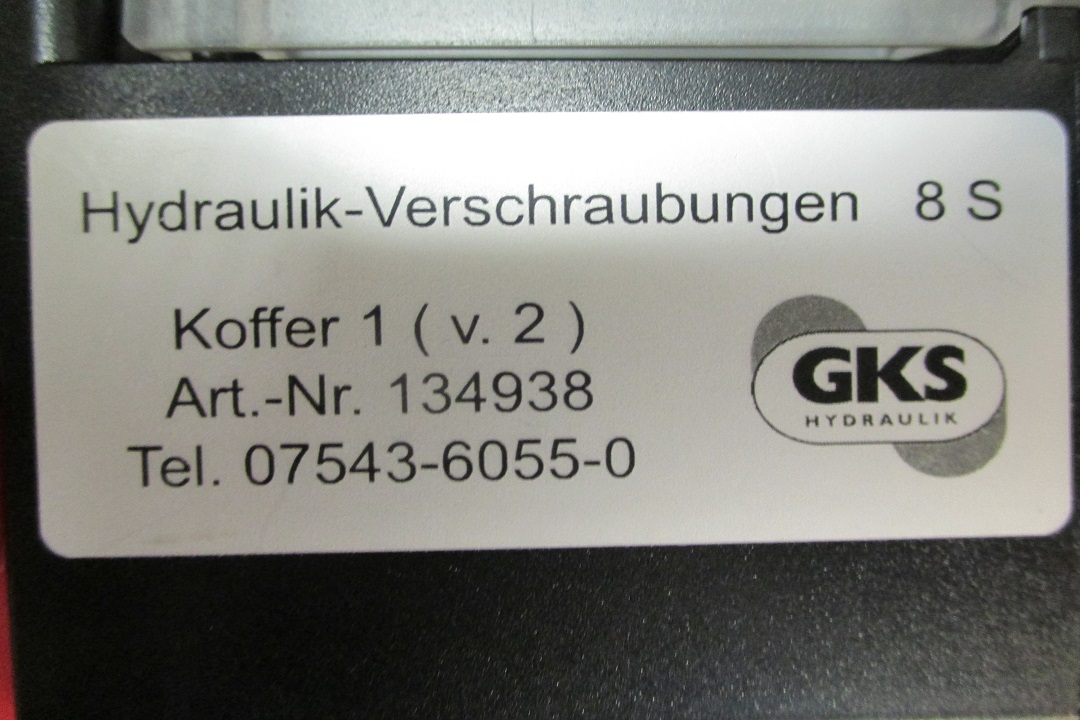 Hydraulik-Verschraubungen 8 S
Koffer 1 ( v. 2 )
Art.-Nr. 134938
Tel. 07543-6055-0
GKS
HYDRAULIK